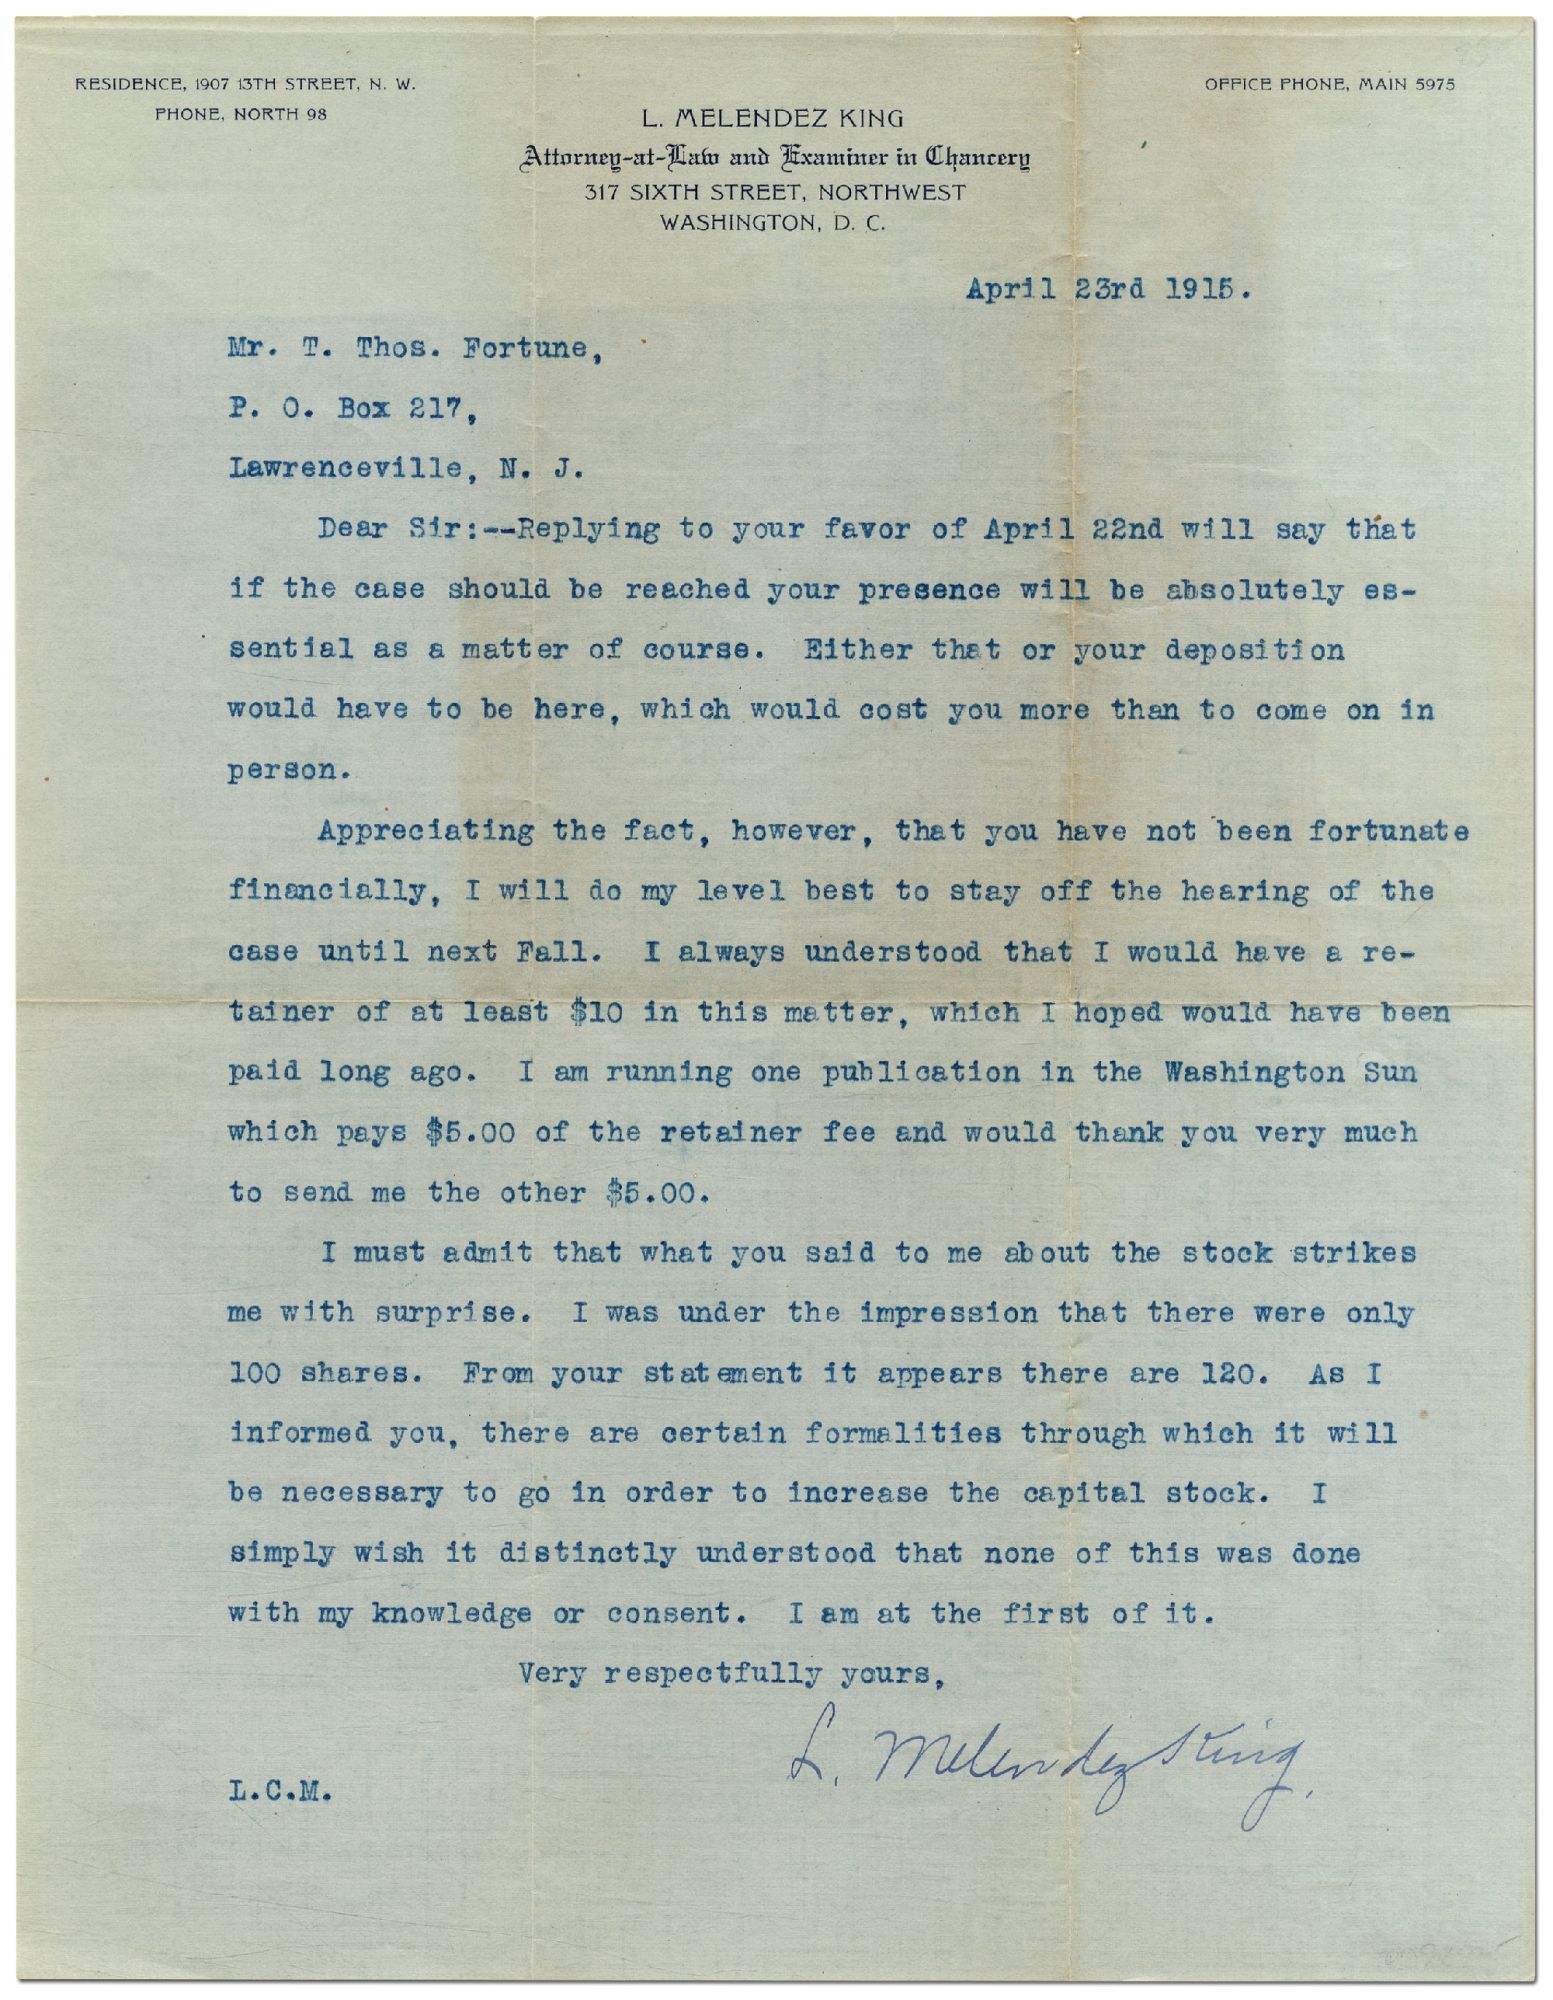 RESIDENCE, 1907 13TH STREET, N. W.
PHONE, NORTH 98
OFFICE PHONE, MAIN 5975
L. MELENDEZ KING
Attorney-at-Law and Examiner in Chancery
317 SIXTH STREET, NORTHWEST
WASHINGTON, D. C.
April 23rd 1915.
Mr. T. Thos. Fortune,
P. O. Box 217,
Lawrenceville, N. J.
Dear Sir:--Replying to your favor of April 22nd will say that
if the case should be reached your presence will be absolutely es-
sential as a matter of course. Either that or your deposition
would have to be here, which would cost you more than to come on in
person.
Appreciating the fact, however, that you have not been fortunate
financially, I will do my level best to stay off the hearing of the
case until next Fall. I always understood that I would have a re-
tainer of at least $10 in this matter, which I hoped would have been
paid long ago. I am running one publication in the Washington Sun
which pays $5.00 of the retainer fee and would thank you very much
to send me the other $5.00.
I must admit that what you said to me about the stock strikes
me with surprise. I was under the impression that there were only
100 shares. From your statement it appears there are 120. As I
informed you, there are certain formalities through which it will
be necessary to go in order to increase the capital stock. I
simply wish it distinctly understood that none of this was done
with my knowledge or consent. I am at the first of it.
Very respectfully yours,
L. Melendez King.
L.C.M.